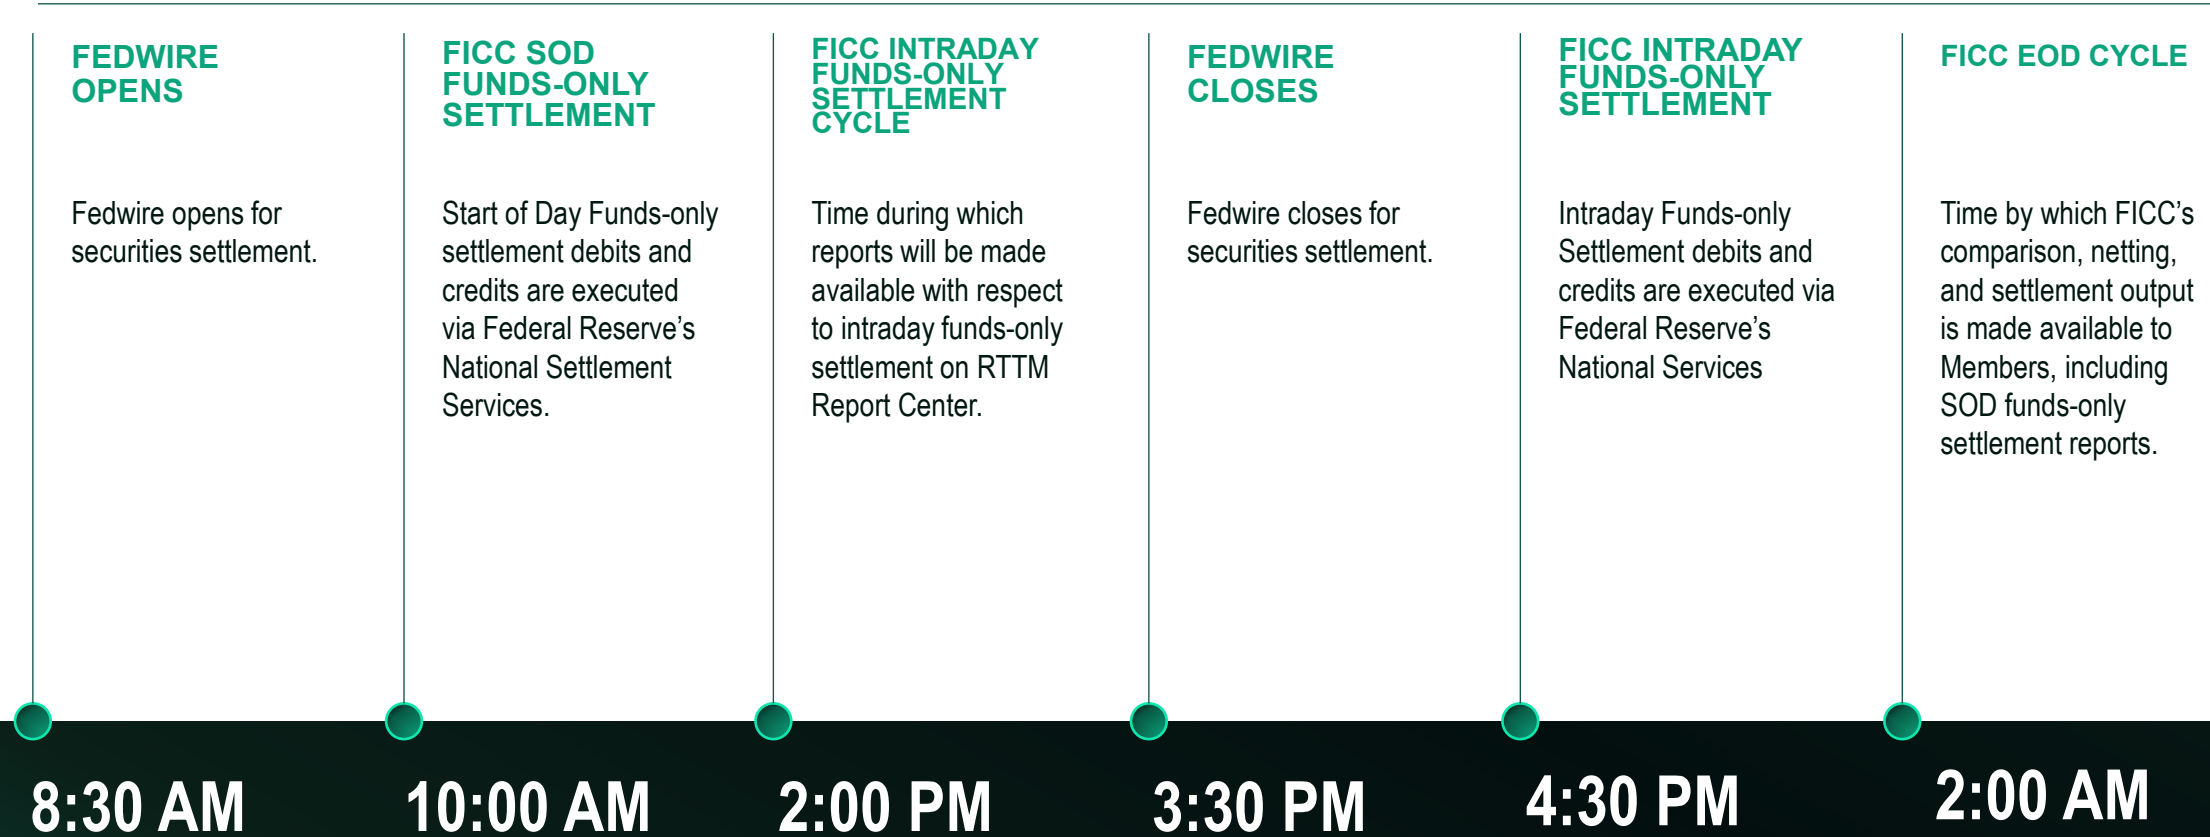 FEDWIRE
OPENS
Fedwire opens for
securities settlement.
8:30 AM
FICC SOD
FUNDS-ONLY
SETTLEMENT
Start of Day Funds-only
settlement debits and
credits are executed
via Federal Reserve’s
National Settlement
Services.
10:00 AM
FICC INTRADAY
FUNDS-ONLY
SETTLEMENT
CYCLE
Time during which
reports will be made
available with respect
to intraday funds-only
settlement on RTTM
Report Center.
2:00 PM
FEDWIRE
CLOSES
Fedwire closes for
securities settlement.
3:30 PM
FICC INTRADAY
FUNDS-ONLY
SETTLEMENT
Intraday Funds-only
Settlement debits and
credits are executed via
Federal Reserve’s
National Services
4:30 PM
FICC EOD CYCLE
Time by which FICC’s
comparison, netting,
and settlement output
is made available to
Members, including
SOD funds-only
settlement reports.
2:00 AM